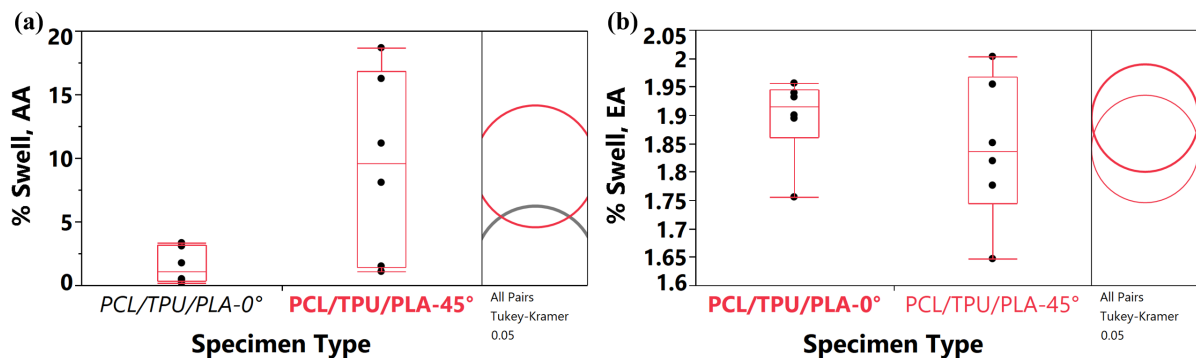 (a)
% Swell, AA
20
15
10
5
0
PCL/TPU/PLA-0°
PCL/TPU/PLA-45°
All Pairs
Tukey-Kramer
0.05
Specimen Type
(b)
% Swell, EA
2.05
2
1.95
1.9
1.85
1.8
1.75
1.7
1.65
1.6
PCL/TPU/PLA-0°
PCL/TPU/PLA-45°
All Pairs
Tukey-Kramer
0.05
Specimen Type